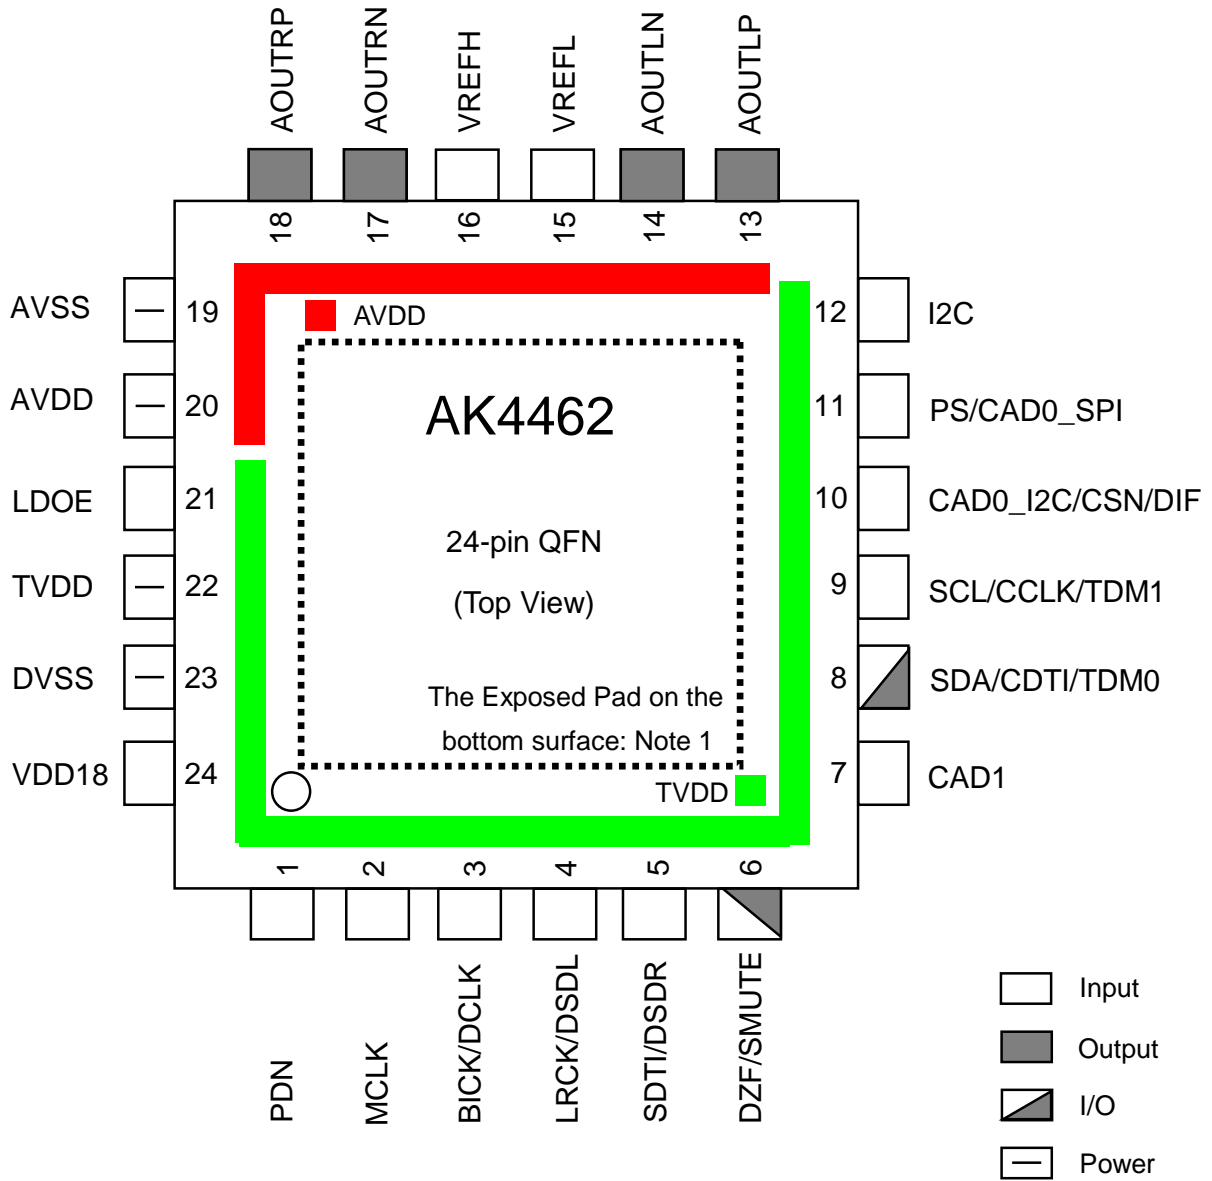 AOUTRP
AOUTRN
VREFH
VREFL
AOUTLN
AOUTLP
18
17
16
15
14
13
AVSS
19
AVDD
20
LDOE
21
TVDD
22
DVSS
23
VDD18
24
AVDD
AK4462
24-pin QFN
(Top View)
The Exposed Pad on the
bottom surface: Note 1
TVDD
12
I2C
11
PS/CAD0_SPI
10
CAD0_I2C/CSN/DIF
9
SCL/CCLK/TDM1
8
SDA/CDTI/TDM0
7
CAD1
1
2
3
4
5
6
PDN
MCLK
BICK/DCLK
LRCK/DSDL
SDTI/DSDR
DZF/SMUTE
Input
Output
I/O
Power